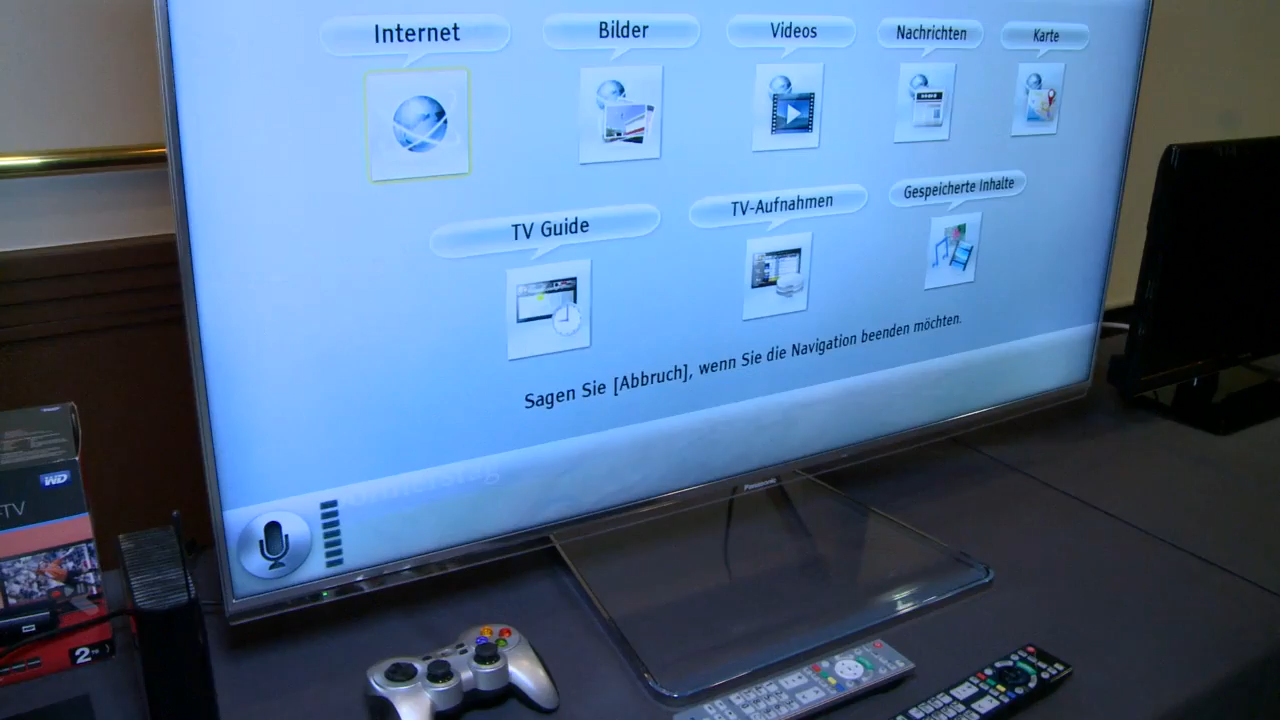 Internet
Bilder
Videos
Nachrichten
Karte
TV Guide
TV-Aufnahmen
Gespeicherte Inhalte
Sagen Sie [Abbruch], wenn Sie die Navigation beenden möchten.
Panasonic
WD
TV
2